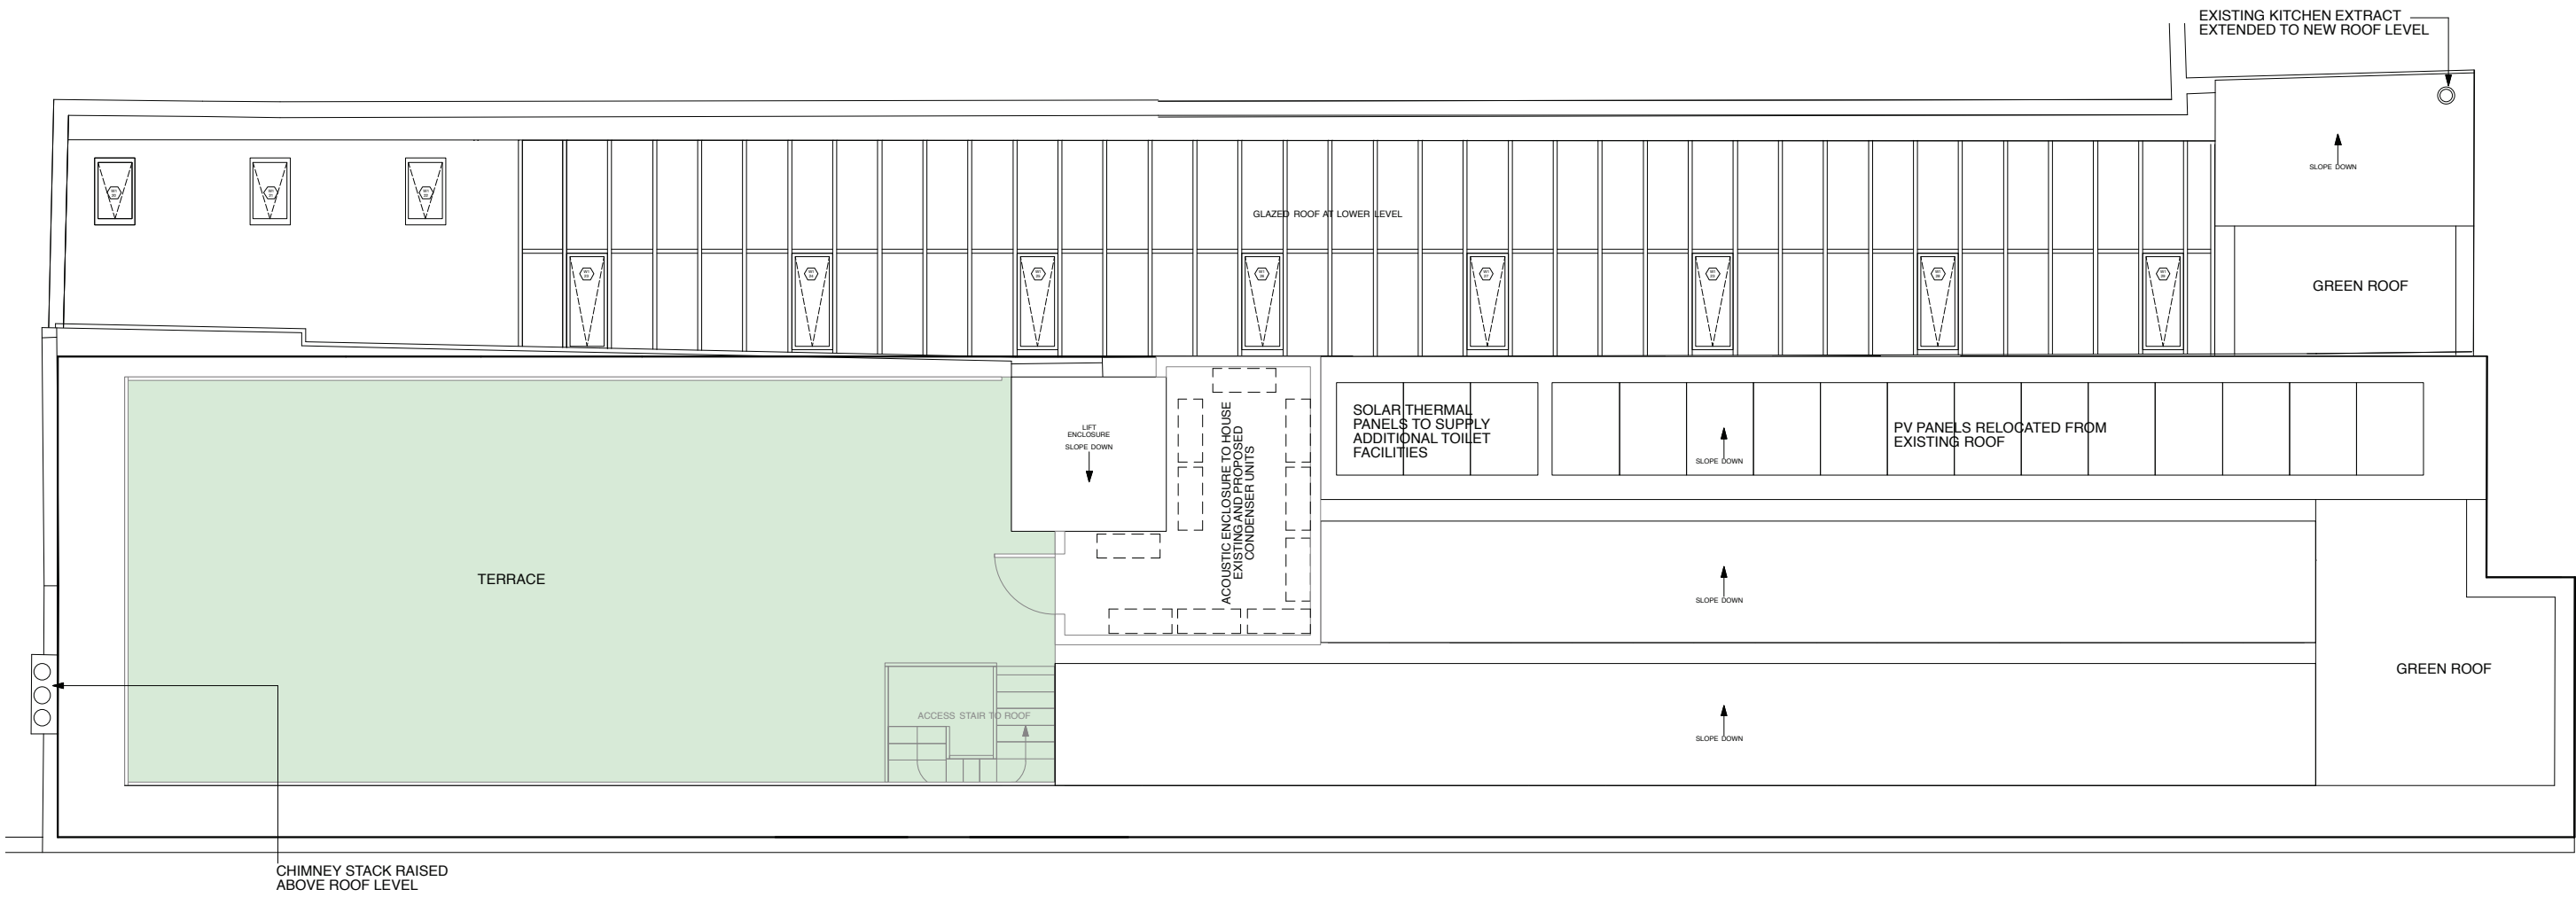 EXISTING KITCHEN EXTRACT
EXTENDED TO NEW ROOF LEVEL
SLOPE DOWN
GLAZED ROOF AT LOWER LEVEL
GREEN ROOF
LIFT
ENCLOSURE
SLOPE DOWN
ACOUSTIC ENCLOSURE TO HOUSE
EXISTING AND PROPOSED
CONDENSER UNITS
SOLAR THERMAL
PANELS TO SUPPLY
ADDITIONAL TOILET
FACILITIES
SLOPE DOWN
PV PANELS RELOCATED FROM
EXISTING ROOF
TERRACE
SLOPE DOWN
GREEN ROOF
ACCESS STAIR TO ROOF
SLOPE DOWN
CHIMNEY STACK RAISED
ABOVE ROOF LEVEL